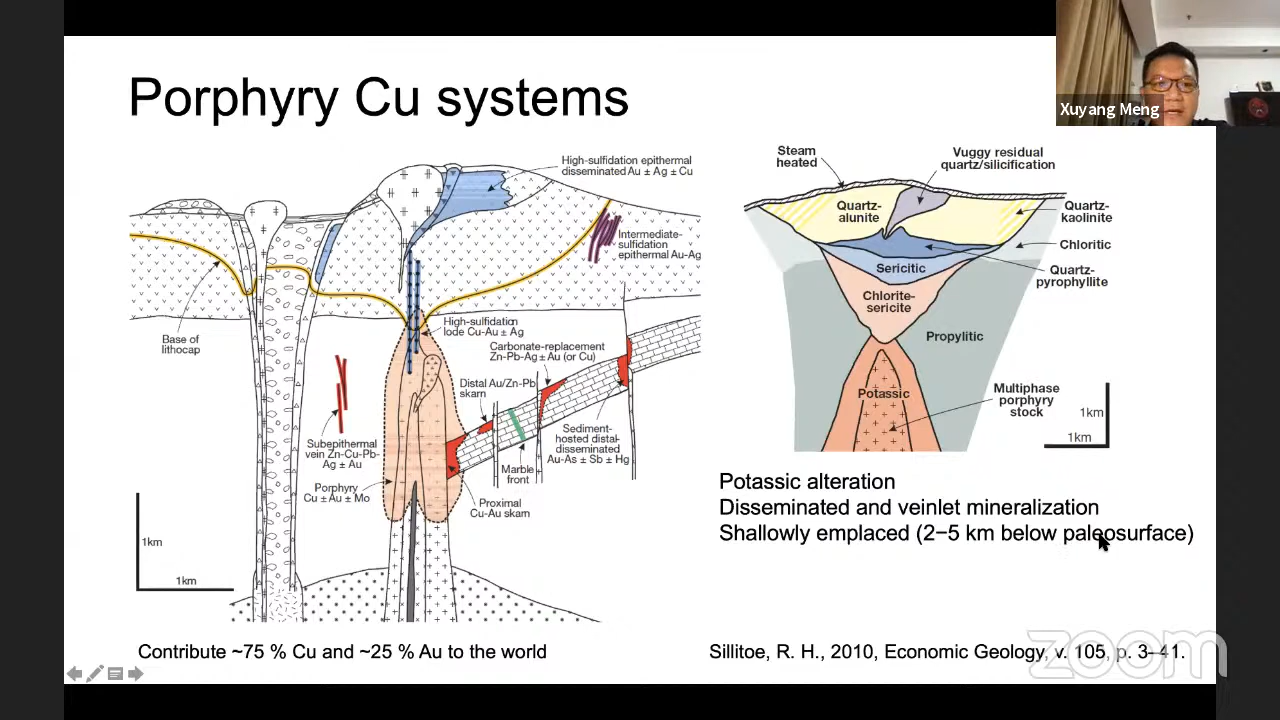 Porphyry Cu systems
Xuyang Meng
High-sulfidation epithermal
disseminated Au ± Ag ± Cu
Intermediate-
sulfidation
epithermal Au-Ag
Base of
lithocap
High-sulfidation
lode Cu-Au ± Ag
Carbonate-replacement
Zn-Pb-Ag ± Au (or Cu)
Distal Au/Zn-Pb
skarn
Subepithermal
vein Zn-Cu-Pb-
Ag ± Au
Sediment-
hosted distal-
disseminated
Au-As ± Sb ± Hg
Marble
front
Porphyry
Cu ± Au ± Mo
Proximal
Cu-Au skarn
1km
1km
Steam
heated
Vuggy residual
quartz/silicification
Quartz-
alunite
Quartz-
kaolinite
Chloritic
Sericitic
Quartz-
pyrophyllite
Chlorite-
sericite
Propylitic
Potassic
Multiphase
porphyry
stock
1km
1km
Potassic alteration
Disseminated and veinlet mineralization
Shallowly emplaced (2−5 km below paleosurface)
Contribute ~75 % Cu and ~25 % Au to the world
Sillitoe, R. H., 2010, Economic Geology, v. 105, p. 3–41.
zoom